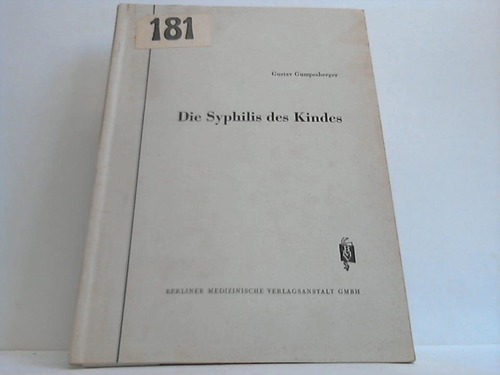 181
Gustav Gumpesberger
Die Syphilis des Kindes
BERLINER MEDIZINISCHE VERLAGSANSTALT GMBH